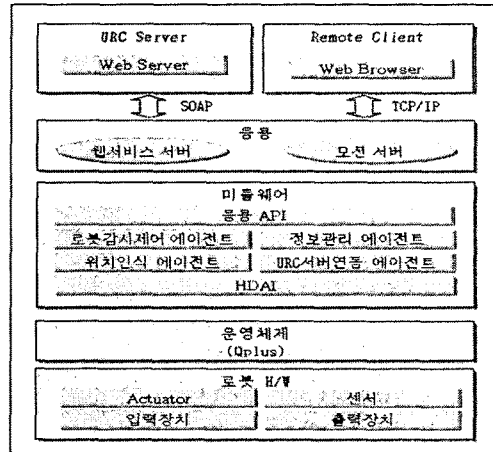 URC Server
Web Server
Remote Client
Web Browser
SOAP
TCP/IP
응용
웹서비스 서버
모션 서버
미들웨어
응용 API
로봇감시제어 에이전트
정보관리 에이전트
위치인식 에이전트
URC서버연동 에이전트
HDAI
운영체제
(Qplus)
로봇 H/W
Actuator
센서
입력장치
출력장치